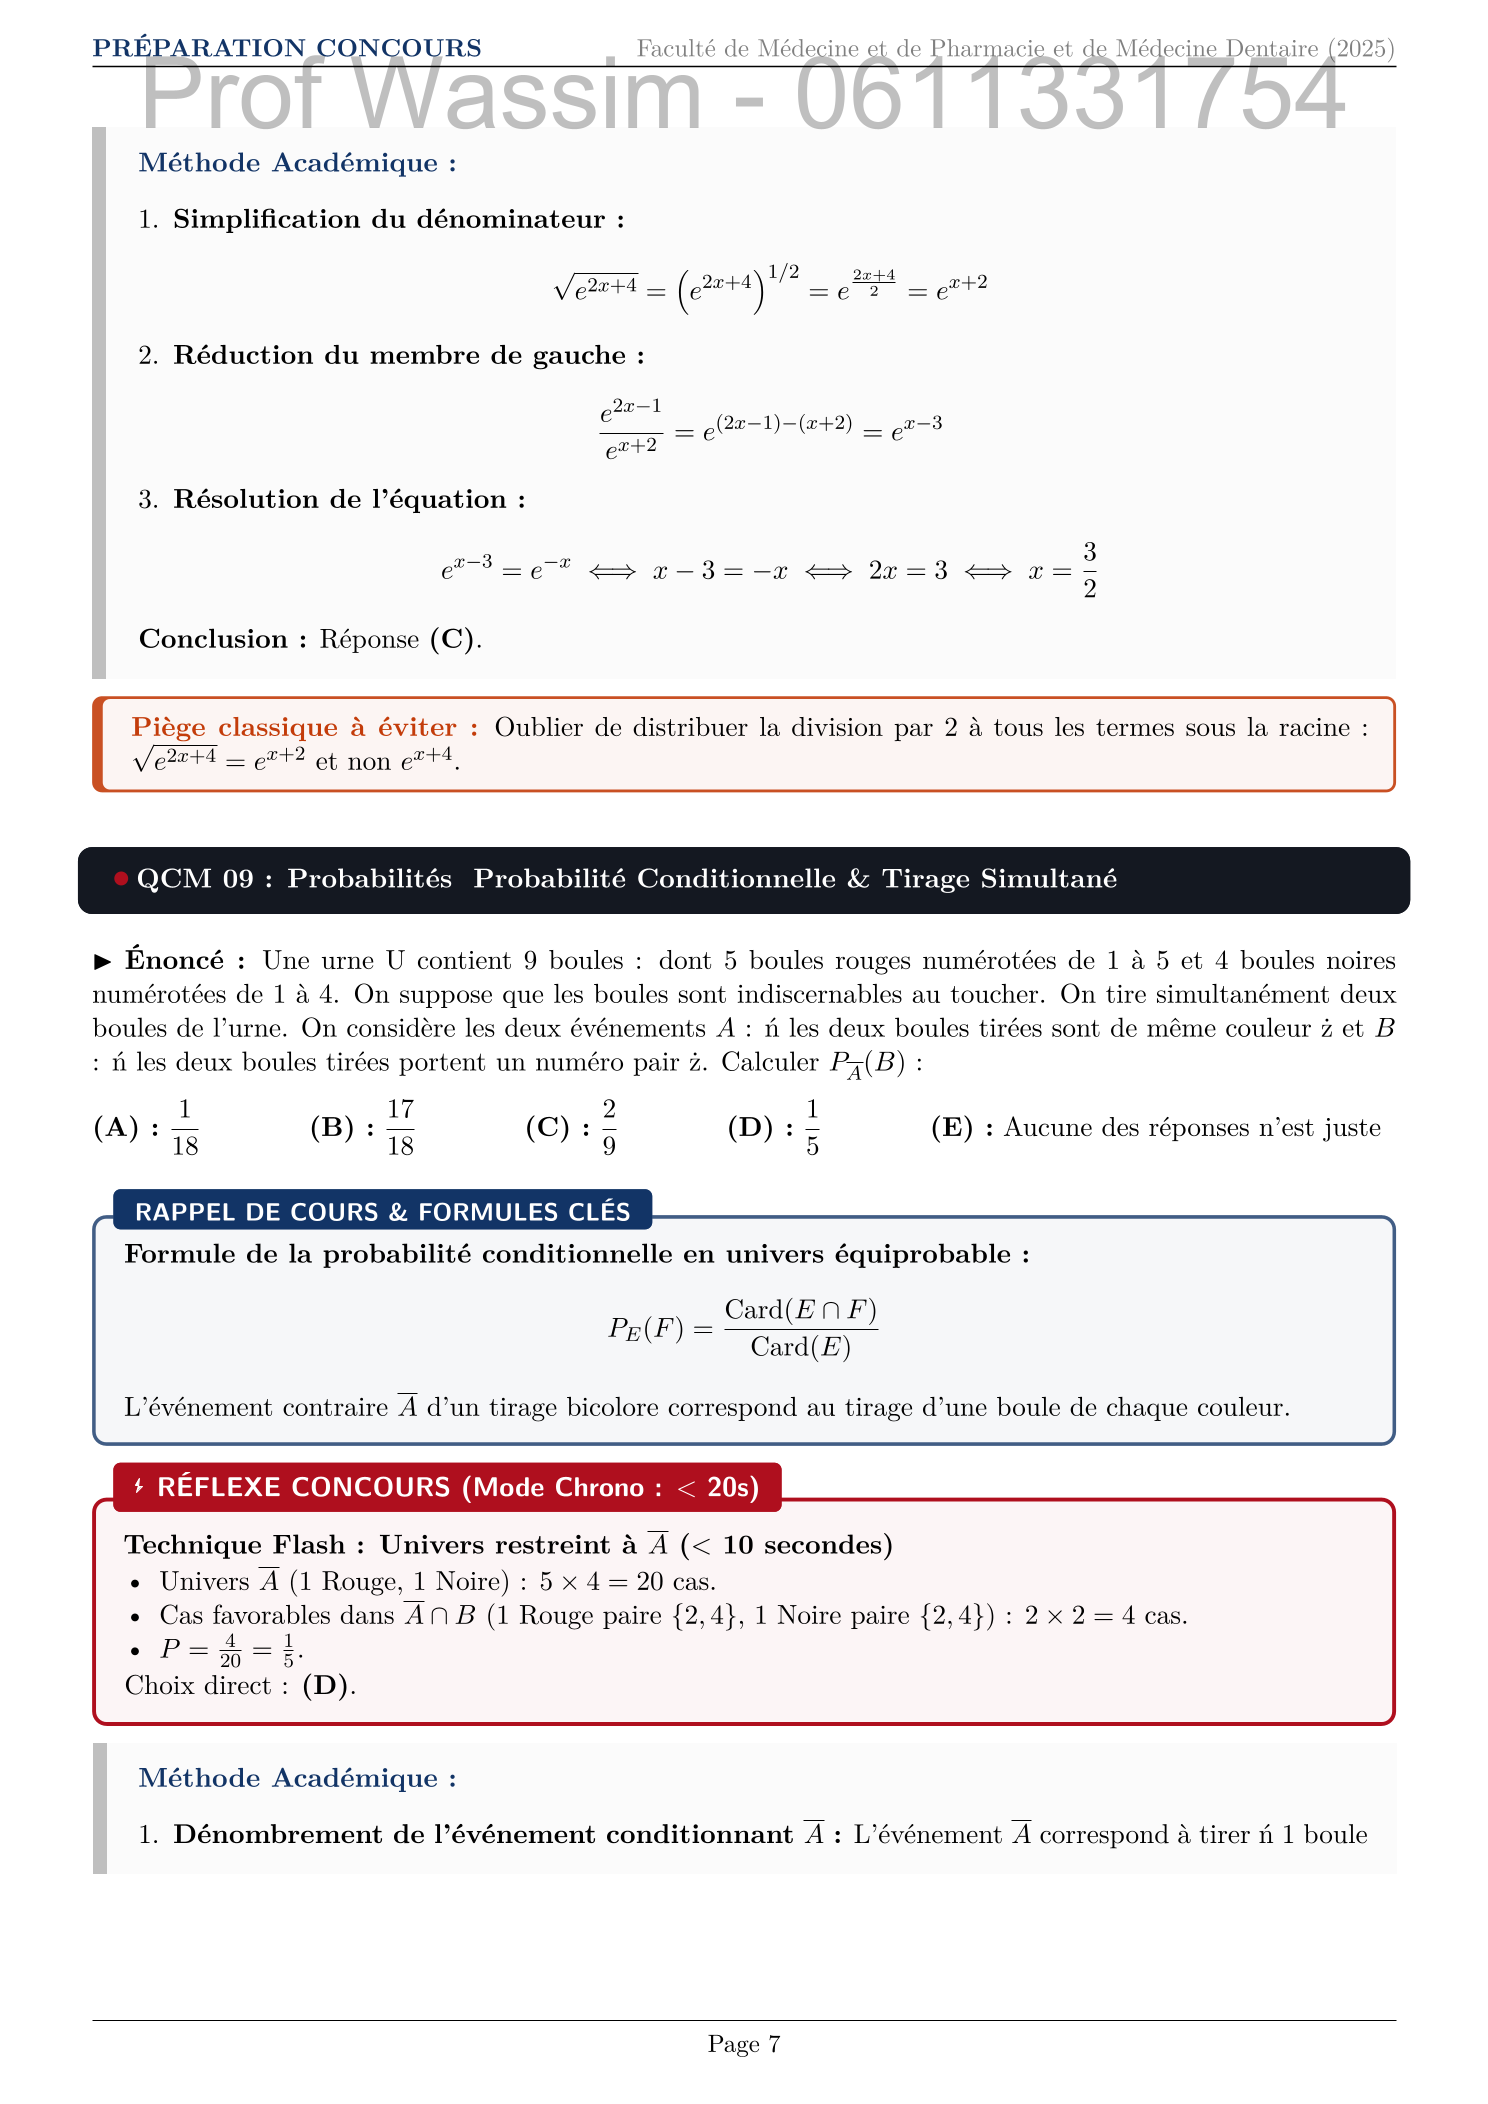 PRÉPARATION CONCOURS Faculté de Médecine et de Pharmacie et de Médecine Dentaire (2025)
Prof Wassim - 0611331754
Méthode Académique :
1. Simplification du dénominateur :
√(e^{2x+4}) = (e^{2x+4})^{1/2} = e^{(2x+4)/2} = e^{x+2}
2. Réduction du membre de gauche :
e^{2x−1}/e^{x+2} = e^{(2x−1)−(x+2)} = e^{x−3}
3. Résolution de l'équation :
e^{x−3} = e^{−x} ⟺ x − 3 = −x ⟺ 2x = 3 ⟺ x = 3/2
Conclusion : Réponse (C).
Piège classique à éviter : Oublier de distribuer la division par 2 à tous les termes sous la racine :
√(e^{2x+4}) = e^{x+2} et non e^{x+4}.
• QCM 09 : Probabilités Probabilité Conditionnelle & Tirage Simultané
► Énoncé : Une urne U contient 9 boules : dont 5 boules rouges numérotées de 1 à 5 et 4 boules noires
numérotées de 1 à 4. On suppose que les boules sont indiscernables au toucher. On tire simultanément deux
boules de l'urne. On considère les deux événements A : ń les deux boules tirées sont de même couleur ż et B
: ń les deux boules tirées portent un numéro pair ż. Calculer P_{A̅}(B) :
(A) : 1/18 (B) : 17/18 (C) : 2/9 (D) : 1/5 (E) : Aucune des réponses n'est juste
RAPPEL DE COURS & FORMULES CLÉS
Formule de la probabilité conditionnelle en univers équiprobable :
P_E(F) = Card(E ∩ F)/Card(E)
L'événement contraire A̅ d'un tirage bicolore correspond au tirage d'une boule de chaque couleur.
RÉFLEXE CONCOURS (Mode Chrono : < 20s)
Technique Flash : Univers restreint à A̅ (< 10 secondes)
• Univers A̅ (1 Rouge, 1 Noire) : 5 × 4 = 20 cas.
• Cas favorables dans A̅ ∩ B (1 Rouge paire {2, 4}, 1 Noire paire {2, 4}) : 2 × 2 = 4 cas.
• P = 4/20 = 1/5.
Choix direct : (D).
Méthode Académique :
1. Dénombrement de l'événement conditionnant A̅ : L'événement A̅ correspond à tirer ń 1 boule
Page 7